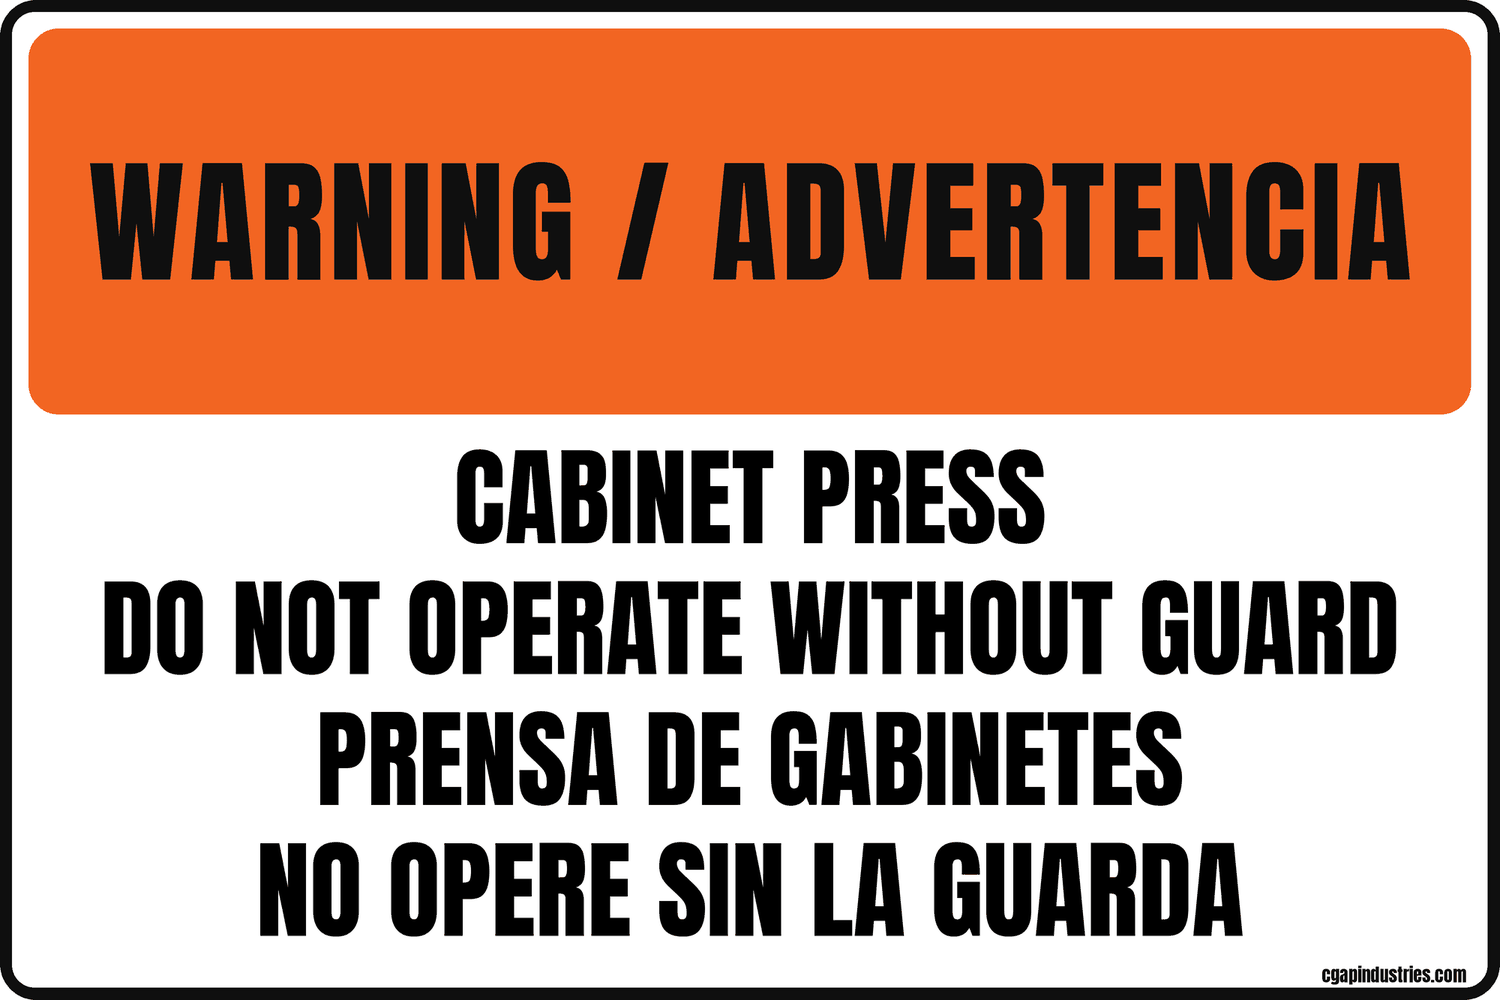 WARNING / ADVERTENCIA
CABINET PRESS
DO NOT OPERATE WITHOUT GUARD
PRENSA DE GABINETES
NO OPERE SIN LA GUARDA
cgapindustries.com